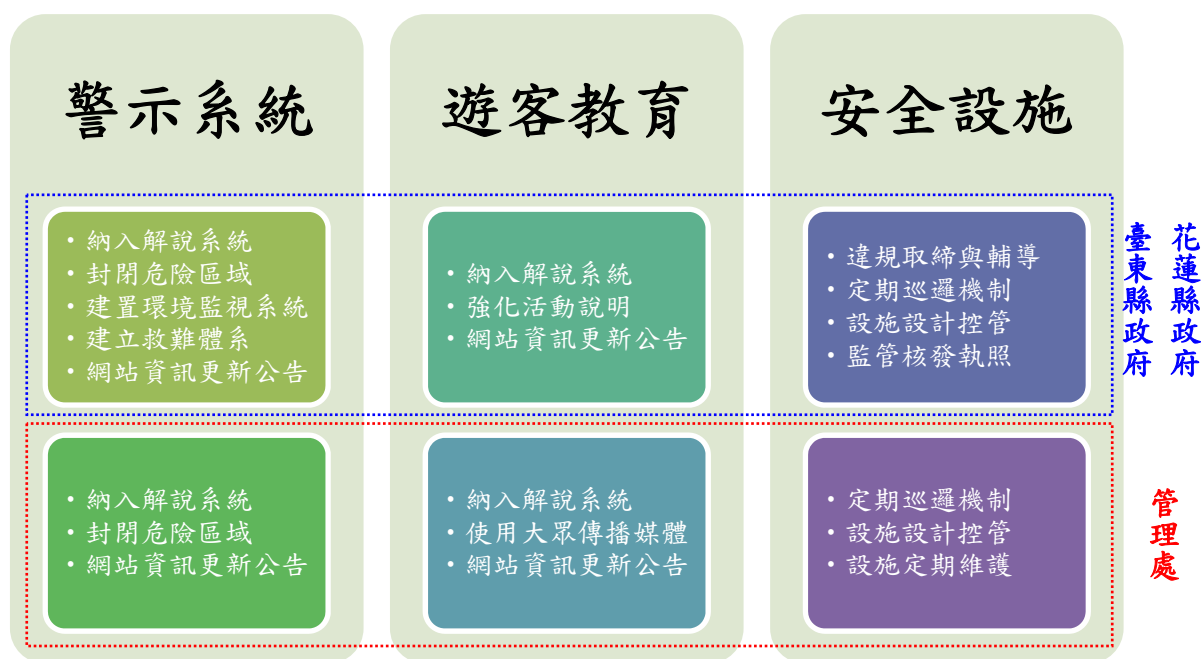 警示系統
遊客教育
安全設施
• 納入解說系統
• 封閉危險區域
• 建置環境監視系統
• 建立救難體系
• 網站資訊更新公告
• 納入解說系統
• 強化活動說明
• 網站資訊更新公告
• 違規取締與輔導
• 定期巡邏機制
• 設施設計控管
• 監管核發執照
花蓮縣政府
臺東縣政府
• 納入解說系統
• 封閉危險區域
• 網站資訊更新公告
• 納入解說系統
• 使用大眾傳播媒體
• 網站資訊更新公告
• 定期巡邏機制
• 設施設計控管
• 設施定期維護
管理處